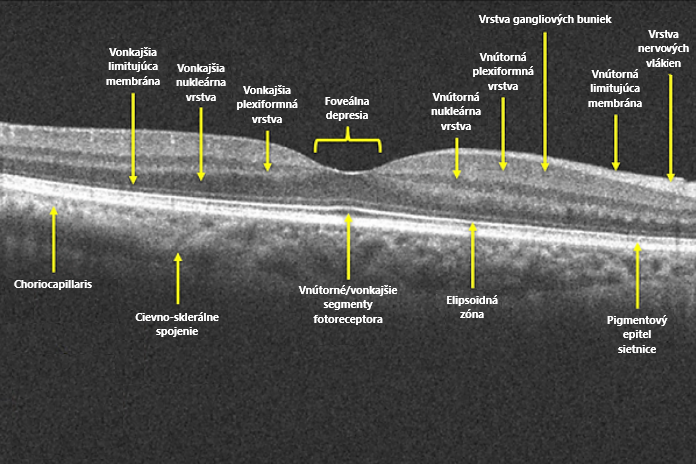 Vonkajšia
limitujúca
membrána
Vonkajšia
nukleárna
vrstva
Vonkajšia
plexiformná
vrstva
Foveálna
depresia
Vnútorná
nukleárna
vrstva
Vnútorná
plexiformná
vrstva
Vrstva gangliových buniek
Vnútorná
limitujúca
membrána
Vrstva
nervových
vlákien
Choriocapillaris
Cievno-sklerálne
spojenie
Vnútorné/vonkajšie
segmenty
fotoreceptora
Elipsoidná
zóna
Pigmentový
epitel
sietnice